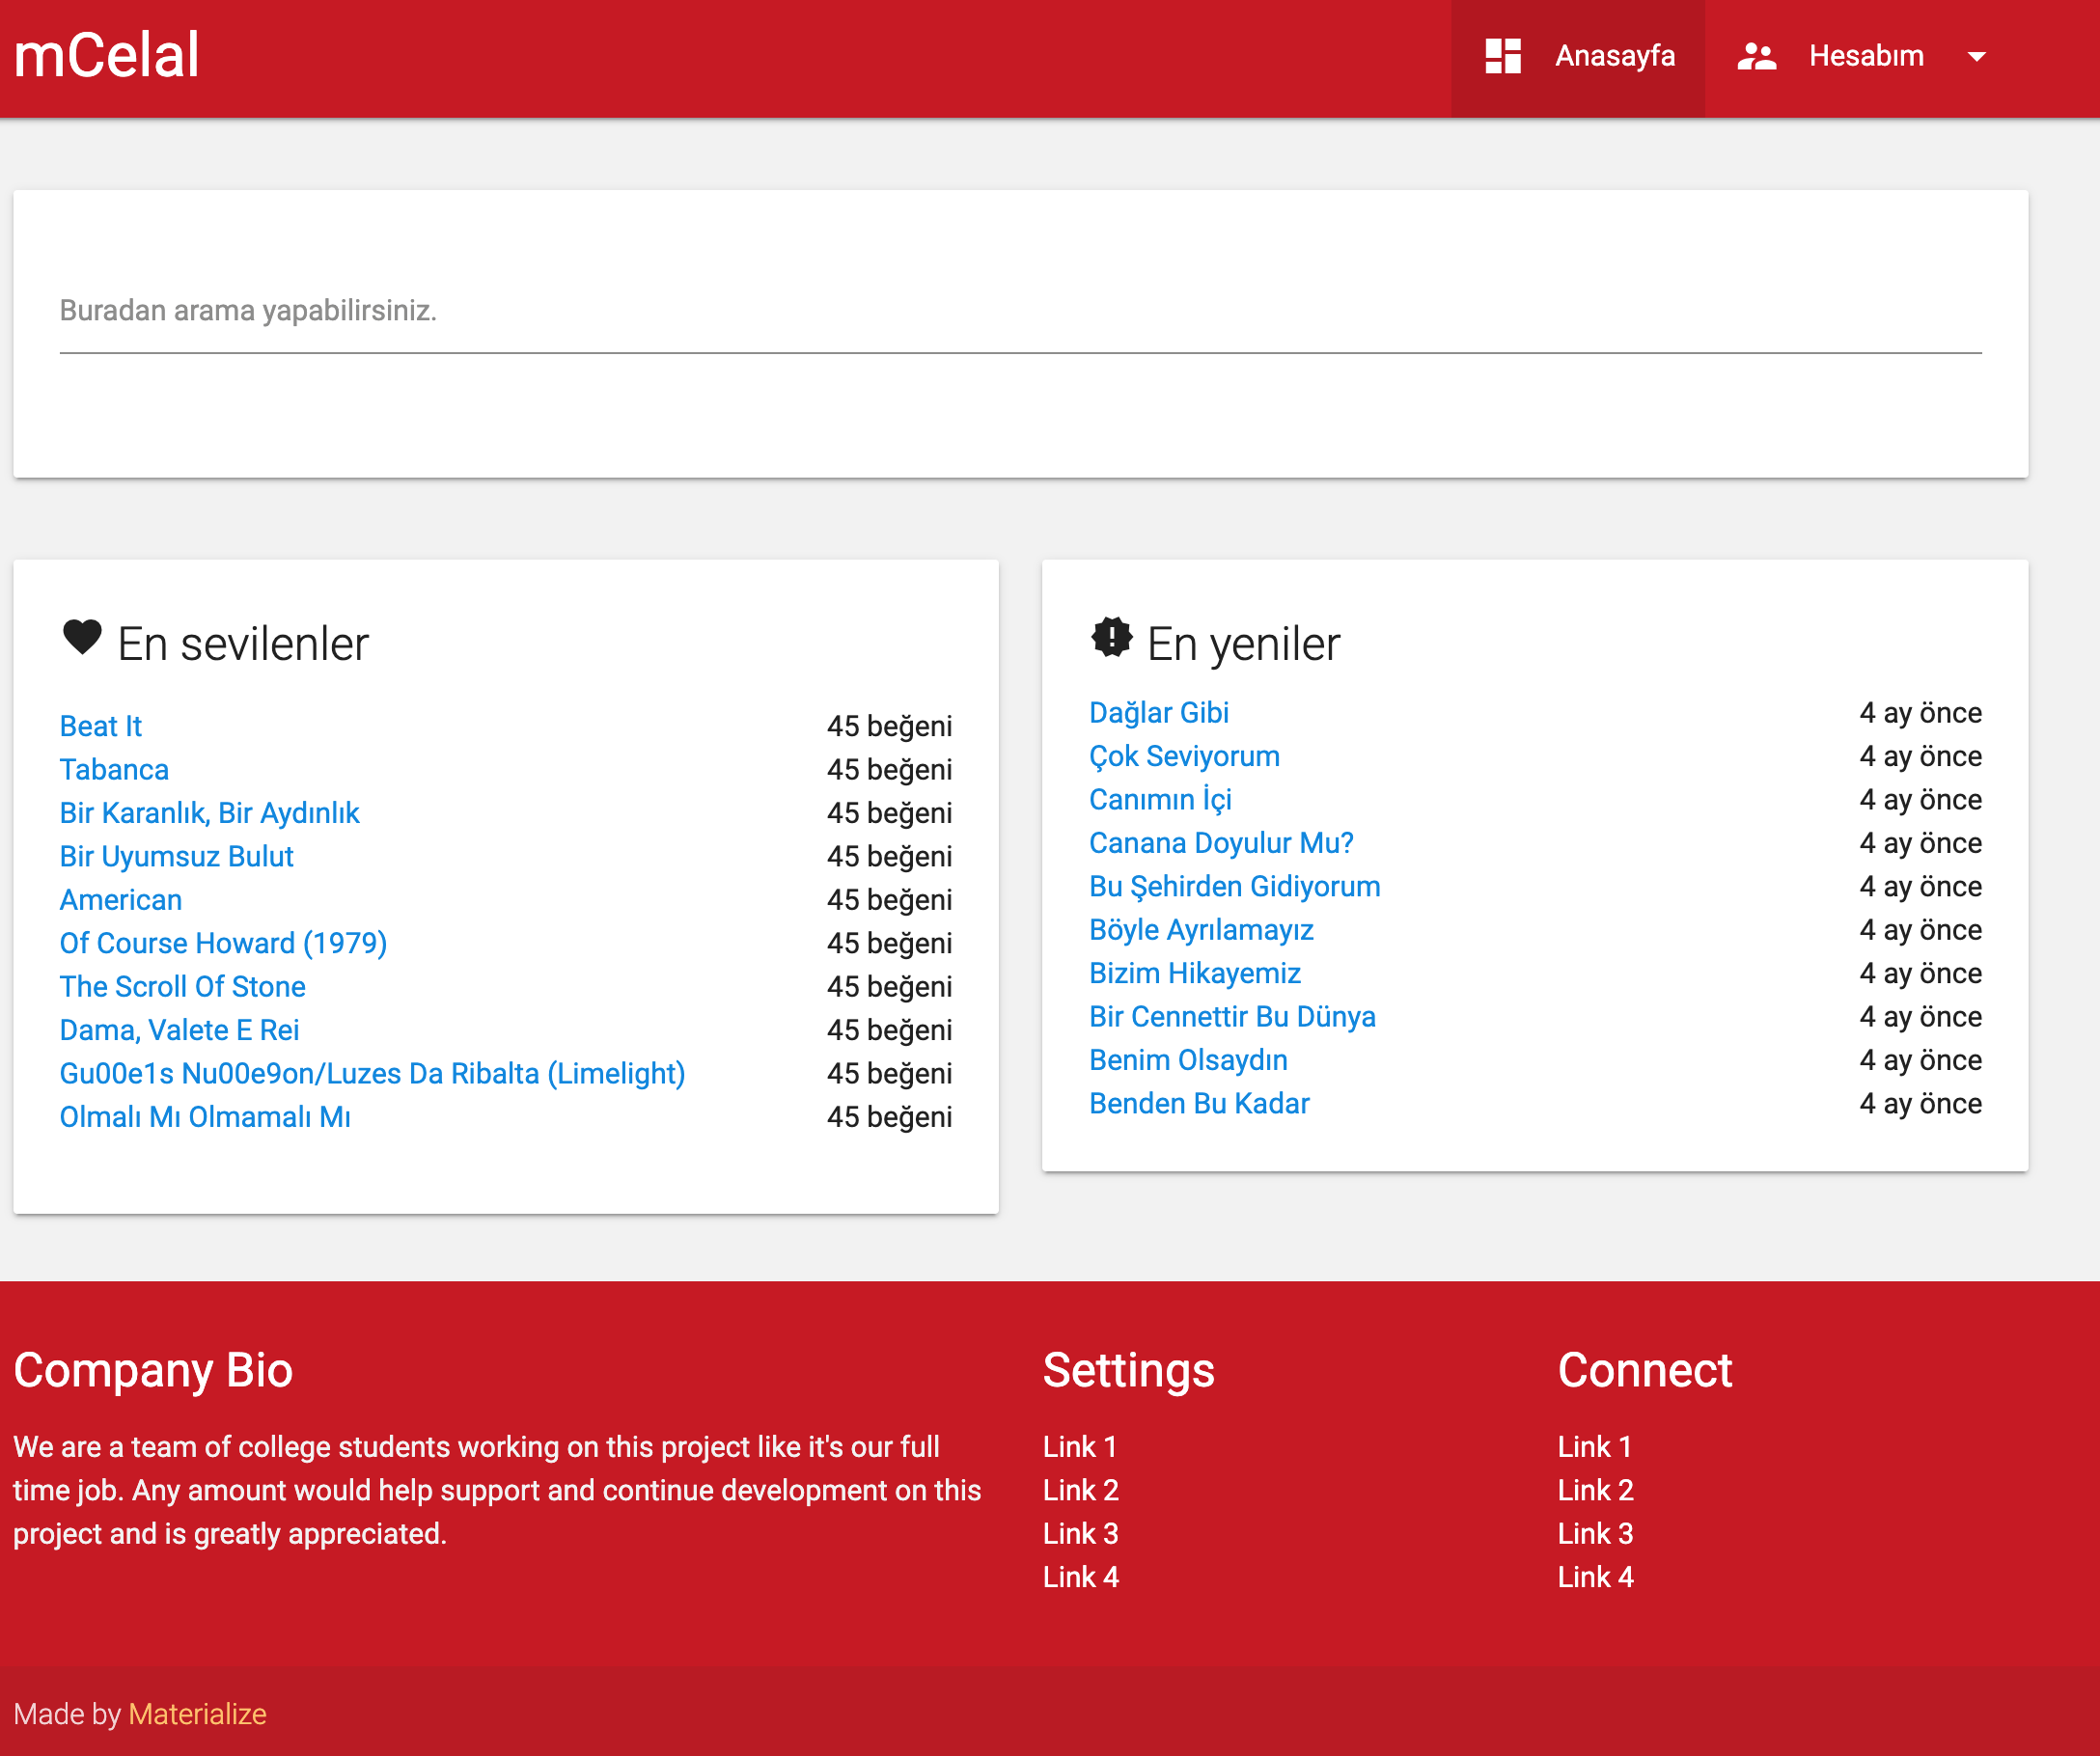 mCelal
Anasayfa
Hesabım
Buradan arama yapabilirsiniz.
En sevilenler
Beat It 45 beğeni
Tabanca 45 beğeni
Bir Karanlık, Bir Aydınlık 45 beğeni
Bir Uyumsuz Bulut 45 beğeni
American 45 beğeni
Of Course Howard (1979) 45 beğeni
The Scroll Of Stone 45 beğeni
Dama, Valete E Rei 45 beğeni
Gu00e1s Nu00e9on/Luzes Da Ribalta (Limelight) 45 beğeni
Olmalı Mı Olmamalı Mı 45 beğeni
En yeniler
Dağlar Gibi 4 ay önce
Çok Seviyorum 4 ay önce
Canımın İçi 4 ay önce
Canana Doyulur Mu? 4 ay önce
Bu Şehirden Gidiyorum 4 ay önce
Böyle Ayrılamayız 4 ay önce
Bizim Hikayemiz 4 ay önce
Bir Cennettir Bu Dünya 4 ay önce
Benim Olsaydın 4 ay önce
Benden Bu Kadar 4 ay önce
Company Bio
We are a team of college students working on this project like it's our full
time job. Any amount would help support and continue development on this
project and is greatly appreciated.
Settings
Link 1
Link 2
Link 3
Link 4
Connect
Link 1
Link 2
Link 3
Link 4
Made by Materialize